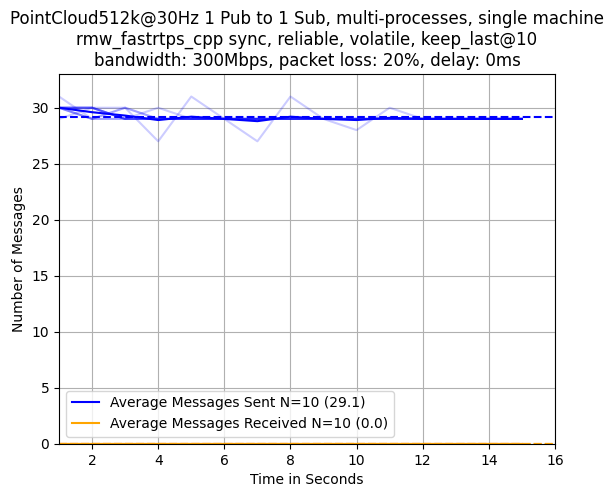 PointCloud512k@30Hz 1 Pub to 1 Sub, multi-processes, single machine
rmw_fastrtps_cpp sync, reliable, volatile, keep_last@10
bandwidth: 300Mbps, packet loss: 20%, delay: 0ms
30
25
20
15
10
5
0
Number of Messages
Average Messages Sent N=10 (29.1)
Average Messages Received N=10 (0.0)
2 4 6 8 10 12 14 16
Time in Seconds